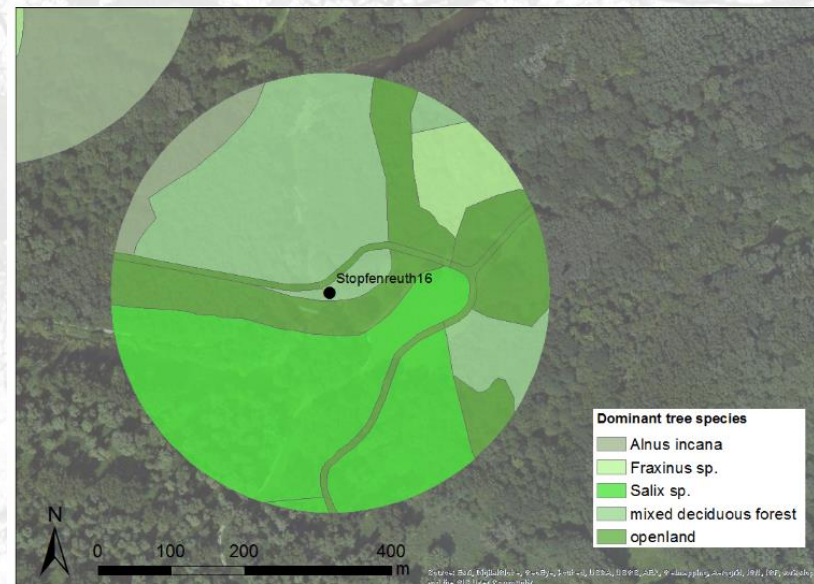 Stopfenreuth16
Dominant tree species
Alnus incana
Fraxinus sp.
Salix sp.
mixed deciduous forest
openland
N
0 100 200 400
m